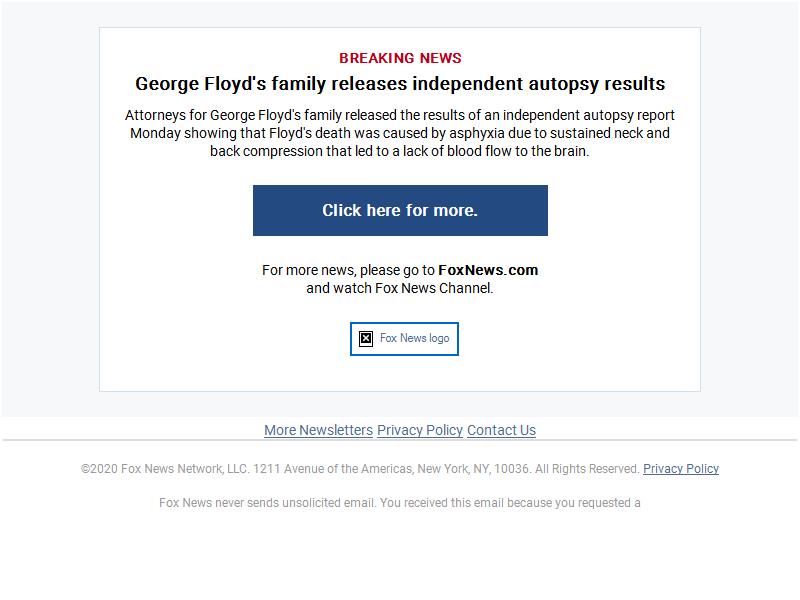 BREAKING NEWS
George Floyd's family releases independent autopsy results
Attorneys for George Floyd's family released the results of an independent autopsy report
Monday showing that Floyd's death was caused by asphyxia due to sustained neck and
back compression that led to a lack of blood flow to the brain.
Click here for more.
For more news, please go to FoxNews.com
and watch Fox News Channel.
Fox News logo
More Newsletters Privacy Policy Contact Us
©2020 Fox News Network, LLC. 1211 Avenue of the Americas, New York, NY, 10036. All Rights Reserved. Privacy Policy
Fox News never sends unsolicited email. You received this email because you requested a